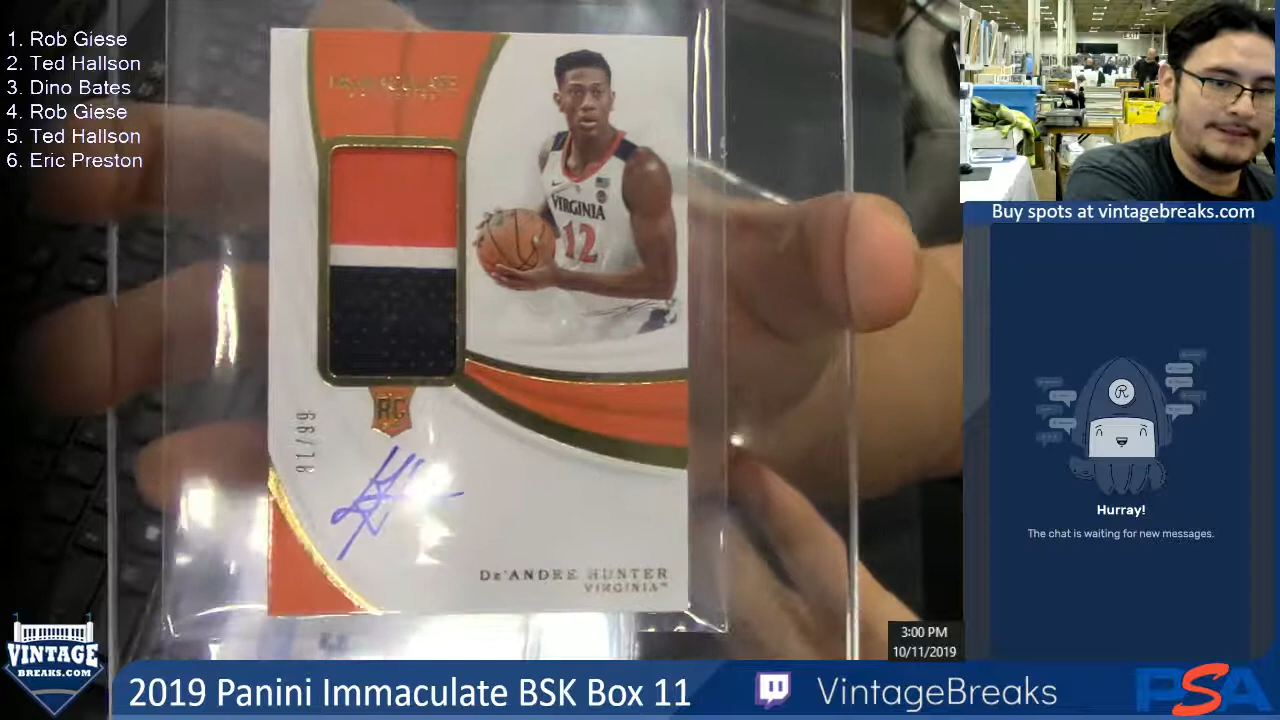 1. Rob Giese
2. Ted Hallson
3. Dino Bates
4. Rob Giese
5. Ted Hallson
6. Eric Preston
IMMACULATE
VIRGINIA
12
RC
DE'ANDRE HUNTER
VIRGINIA™
Buy spots at vintagebreaks.com
R
Hurray!
The chat is waiting for new messages.
3:00 PM
10/11/2019
VINTAGE
BREAKS.COM
2019 Panini Immaculate BSK Box 11
VintageBreaks
PSA